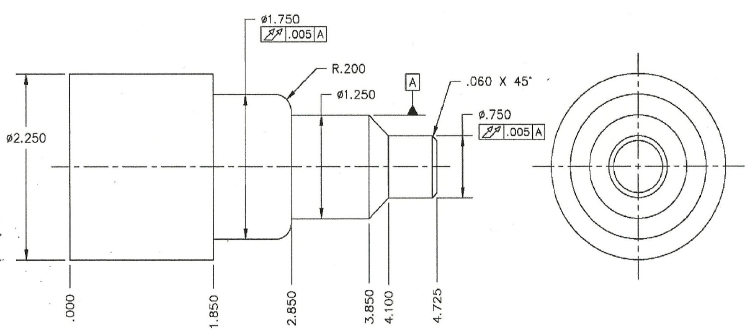 ø1.750
.005 A
R.200
A
.060 X 45°
ø1.250
ø.750
.005 A
ø2.250
.000
1.850
2.850
3.850
4.100
4.725